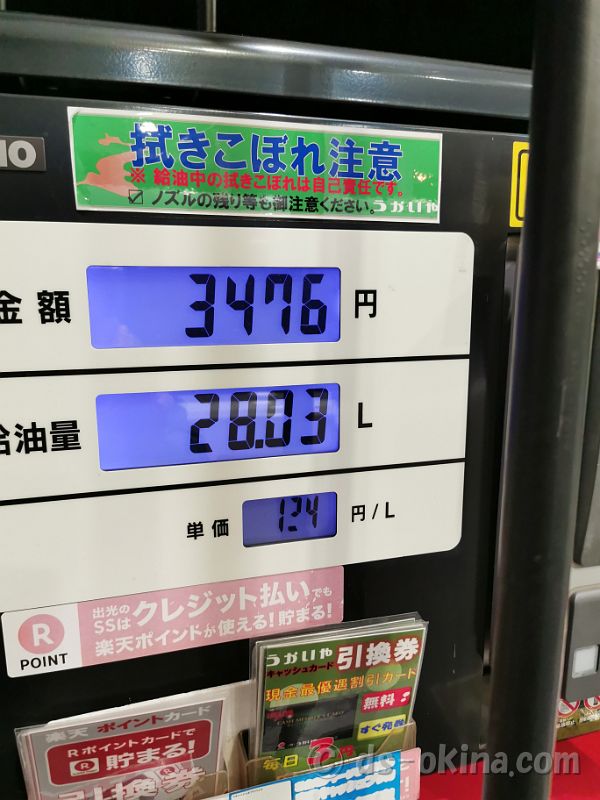 NO
拭きこぼれ注意
※ 給油中の拭きこぼれは自己責任です。
☑ ノズルの残り等も御注意ください。うかいや
金額 3476 円
給油量 28.03 L
単価 124 円/L
出光の
SSはクレジット払いでも
楽天ポイントが使える!貯まる!
R
POINT
うかいや
キャッシュカード 引換券
現金最優遇割引カード
無料
すぐ発券
毎日
楽天 ポイントカード
Rポイントカードで
貯まる!
引換券
©ds-okina.com